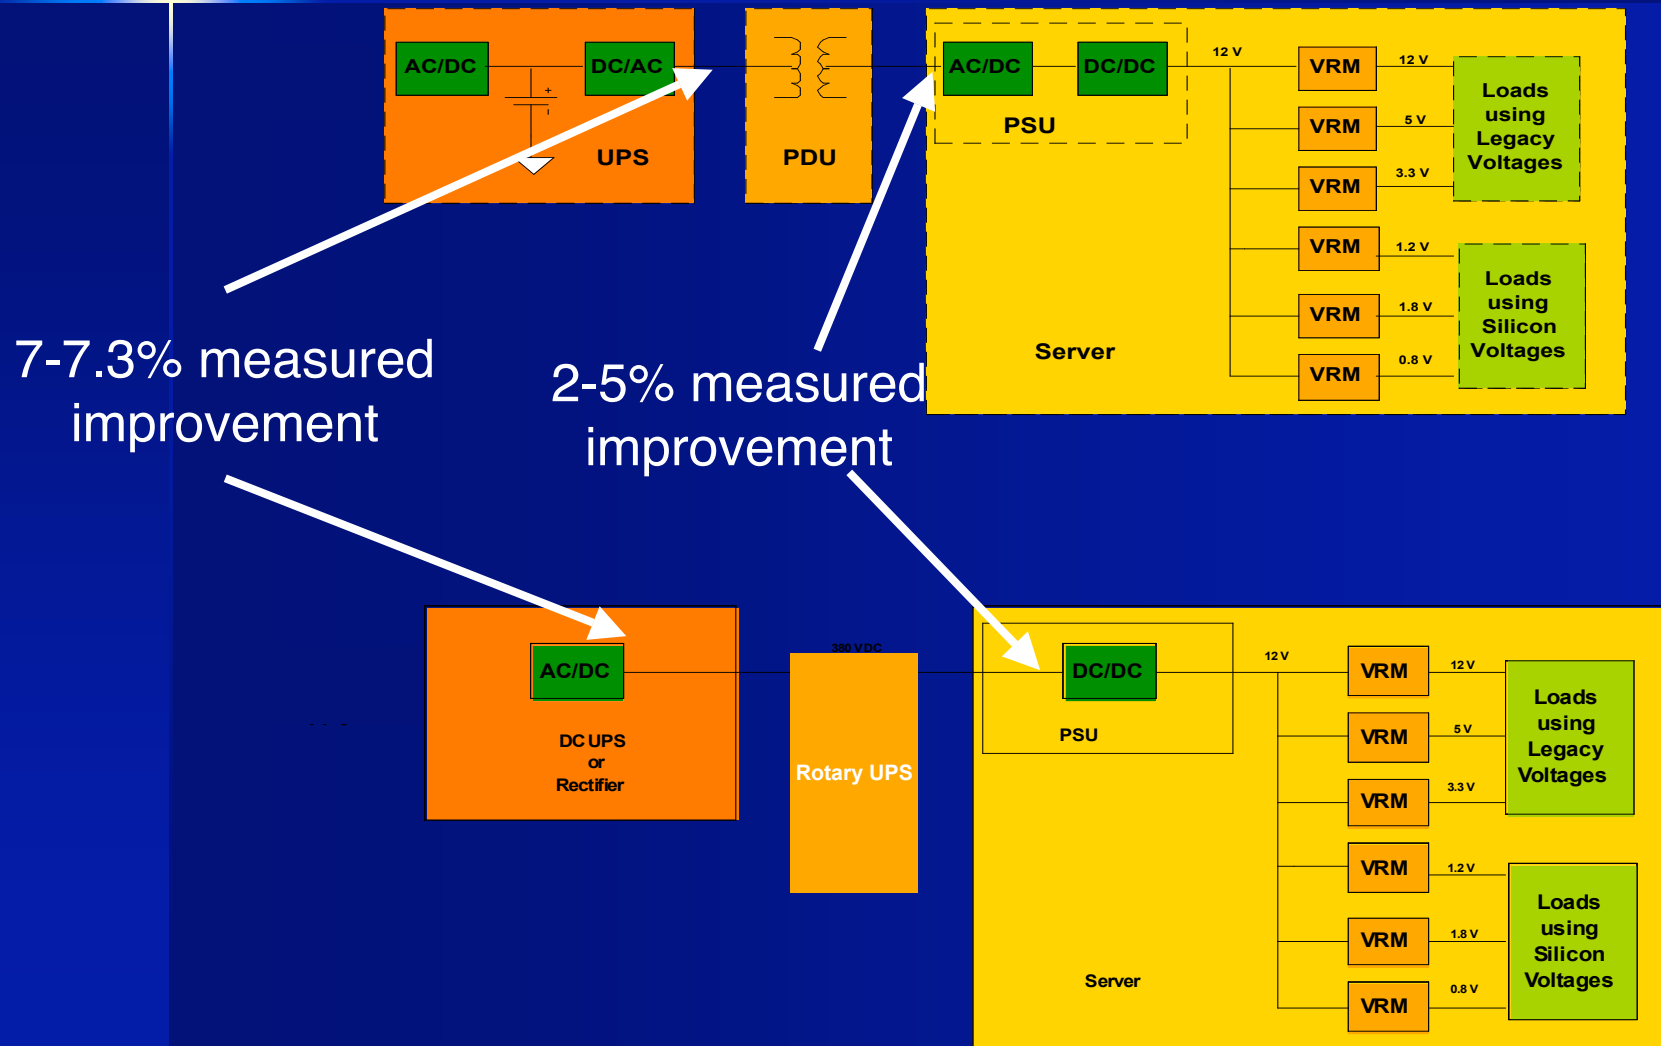 AC/DC
DC/AC
+
UPS
PDU
AC/DC
DC/DC
PSU
12 V
VRM
12 V
VRM
5 V
VRM
3.3 V
VRM
1.2 V
VRM
1.8 V
VRM
0.8 V
Loads
using
Legacy
Voltages
Loads
using
Silicon
Voltages
Server
7-7.3% measured
improvement
2-5% measured
improvement
AC/DC
DC UPS
or
Rectifier
380 VDC
Rotary UPS
DC/DC
PSU
12 V
VRM
12 V
VRM
5 V
VRM
3.3 V
VRM
1.2 V
VRM
1.8 V
VRM
0.8 V
Loads
using
Legacy
Voltages
Loads
using
Silicon
Voltages
Server